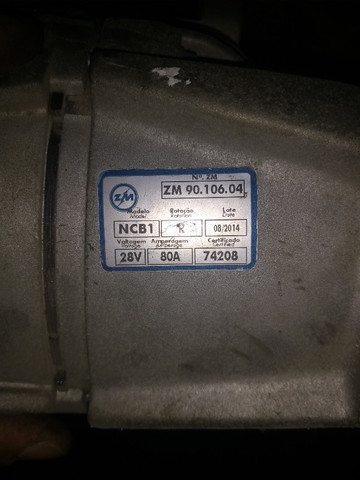 Nº. ZM
ZM ZM 90.106.04
Modelo Rotação Lote
Model Rotation Date
NCB1 R 08/2014
Voltagem Amperagem Certificado
Voltage Amperage Certified
28V 80A 74208